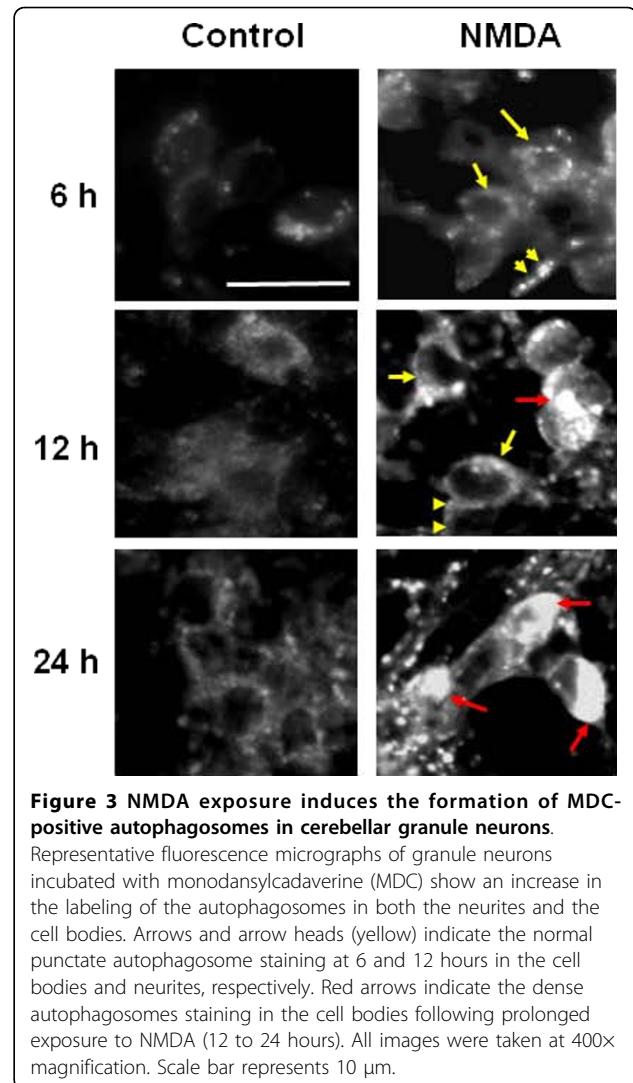 Control NMDA
6 h
12 h
24 h
Figure 3 NMDA exposure induces the formation of MDC-
positive autophagosomes in cerebellar granule neurons.
Representative fluorescence micrographs of granule neurons
incubated with monodansylcadaverine (MDC) show an increase in
the labeling of the autophagosomes in both the neurites and the
cell bodies. Arrows and arrow heads (yellow) indicate the normal
punctate autophagosome staining at 6 and 12 hours in the cell
bodies and neurites, respectively. Red arrows indicate the dense
autophagosomes staining in the cell bodies following prolonged
exposure to NMDA (12 to 24 hours). All images were taken at 400×
magnification. Scale bar represents 10 μm.